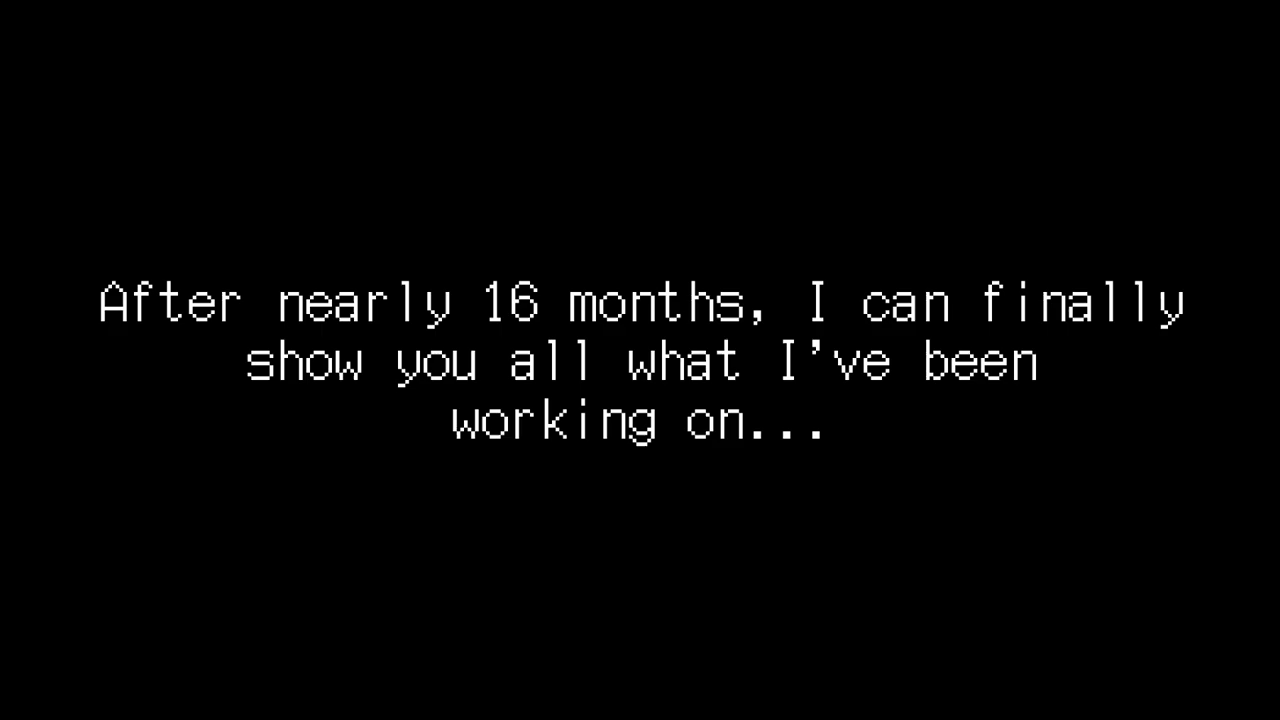 After nearly 16 months, I can finally
show you all what I've been
working on...